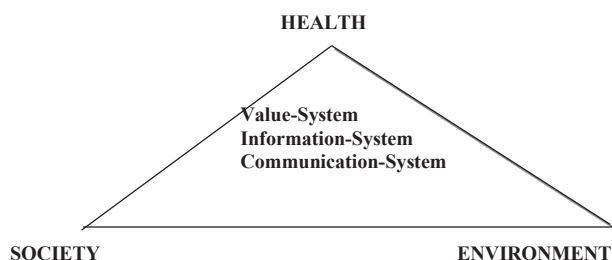 HEALTH
Value-System
Information-System
Communication-System
SOCIETY
ENVIRONMENT